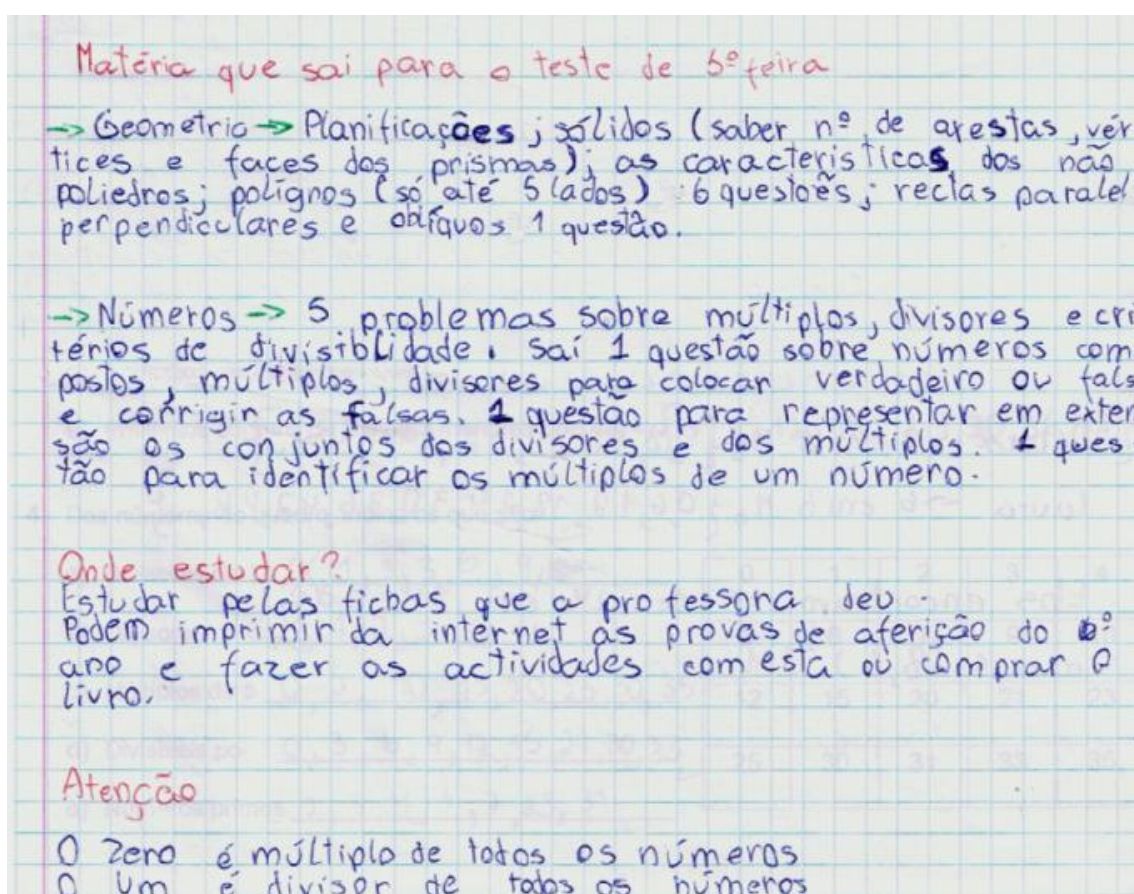 Matéria que sai para o teste de 5ª feira
-> Geometria -> Planificações; sólidos (saber nº de arestas, vér
tices e faces dos prismas); as caracteristicas dos não
poliedros; polígnos (só até 5 lados) 6 questoẽs; reclas paralel
perpendiculares e obliquos 1 questão.
-> Números -> 5 problemas sobre múltiplos, divisores e cri
térios de divisiblidade. Saí 1 questão sobre números com
postos, múltiplos, divisores para colocar verdadeiro ou fals
e corrigir as falsas. 1 questão para representar em exten
são os conjuntos dos divisores e dos múltiplos. 1 ques
tão para identificar os múltiplos de um número.
Onde estudar?
Estudar pelas fichas que a professora deu.
Podem imprimir da internet as provas de aferição do 6º
ano e fazer as actividades com esta ou comprar o
livro.
Atenção
O Zero é múltiplo de todos os números
O Um é divisor de todos os números